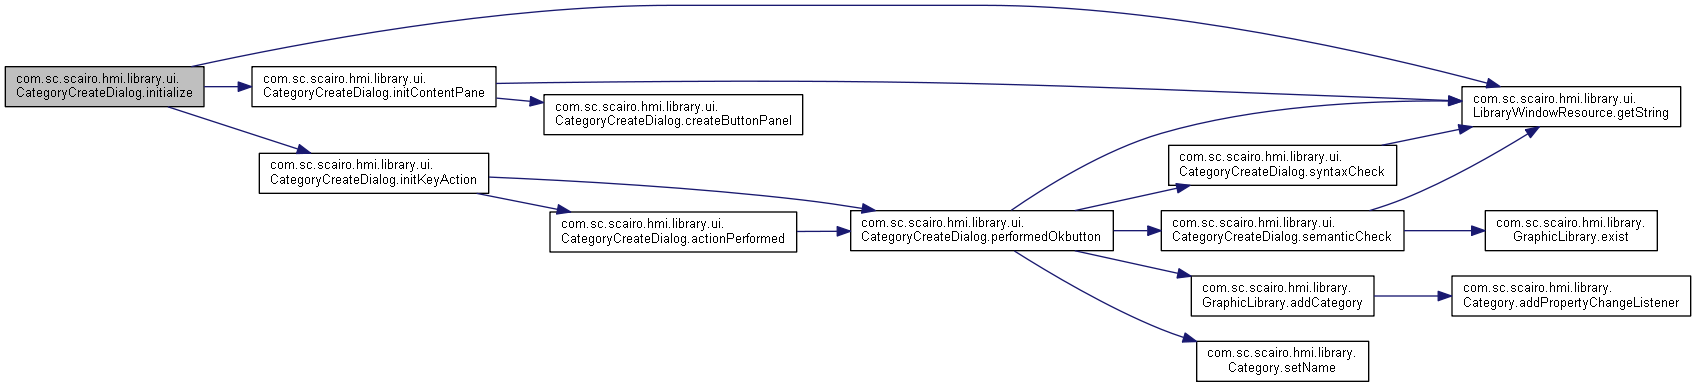 com.sc.scairo.hmi.library.ui.
CategoryCreateDialog.initialize
com.sc.scairo.hmi.library.ui.
CategoryCreateDialog.initContentPane
com.sc.scairo.hmi.library.ui.
CategoryCreateDialog.createButtonPanel
com.sc.scairo.hmi.library.ui.
LibraryWindowResource.getString
com.sc.scairo.hmi.library.ui.
CategoryCreateDialog.initKeyAction
com.sc.scairo.hmi.library.ui.
CategoryCreateDialog.actionPerformed
com.sc.scairo.hmi.library.ui.
CategoryCreateDialog.performedOkbutton
com.sc.scairo.hmi.library.ui.
CategoryCreateDialog.syntaxCheck
com.sc.scairo.hmi.library.ui.
CategoryCreateDialog.semanticCheck
com.sc.scairo.hmi.library.
GraphicLibrary.exist
com.sc.scairo.hmi.library.
GraphicLibrary.addCategory
com.sc.scairo.hmi.library.
Category.addPropertyChangeListener
com.sc.scairo.hmi.library.
Category.setName